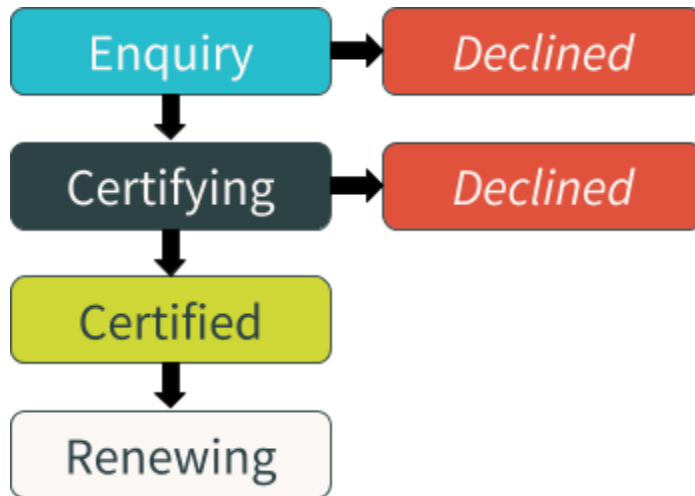 Enquiry
Declined
Certifying
Declined
Certified
Renewing